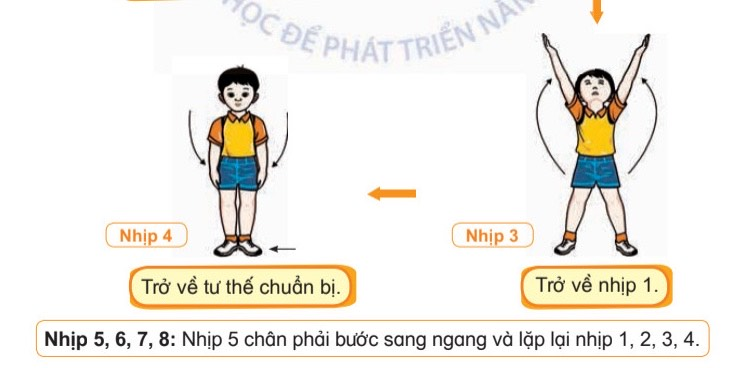 HỌC ĐỂ PHÁT TRIỂN NĂN
Nhịp 4
Nhịp 3
Trở về tư thế chuẩn bị.
Trở về nhịp 1.
Nhịp 5, 6, 7, 8: Nhịp 5 chân phải bước sang ngang và lặp lại nhịp 1, 2, 3, 4.